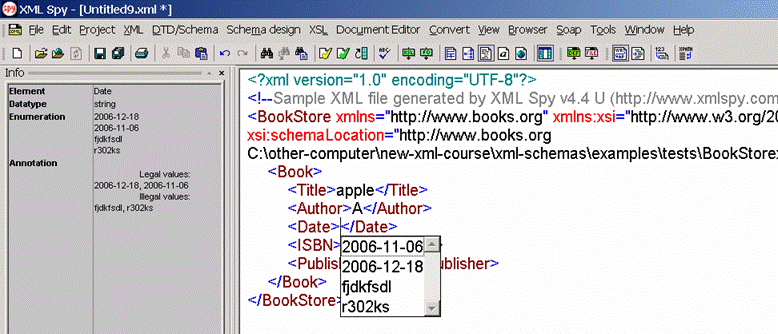 XML Spy - [Untitled9.xml *]
File Edit Project XML DTD/Schema Schema design XSL Document Editor Convert View Browser Soap Tools Window
Info
Element Date
Datatype string
Enumeration 2006-12-18
2006-11-06
fjdkfsdl
r302ks
Annotation
Legal values:
2006-12-18, 2006-11-06
Illegal values:
fjdkfsdl, r302ks
<?xml version="1.0" encoding="UTF-8"?>
<!--Sample XML file generated by XML Spy v4.4 U (http://www.xmlspy.com
<BookStore xmlns="http://www.books.org" xmlns:xsi="http://www.w3.org/20
xsi:schemaLocation="http://www.books.org
C:\other-computer\new-xml-course\xml-schemas\examples\tests\BookStore
<Book>
<Title>apple</Title>
<Author>A</Author>
<Date></Date>
<ISBN>
2006-11-06
2006-12-18
fjdkfsdl
r302ks
<Publis ublisher>
</Book>
</BookStore>